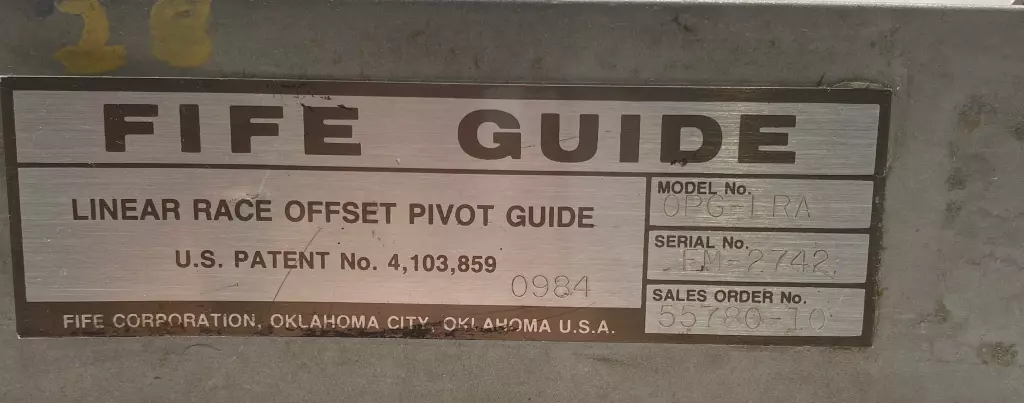 18
FIFE GUIDE
LINEAR RACE OFFSET PIVOT GUIDE
U.S. PATENT No. 4,103,859
0984
MODEL No.
OPG-LRA
SERIAL No.
EM-2742
SALES ORDER No.
55780-10
FIFE CORPORATION, OKLAHOMA CITY, OKLAHOMA U.S.A.